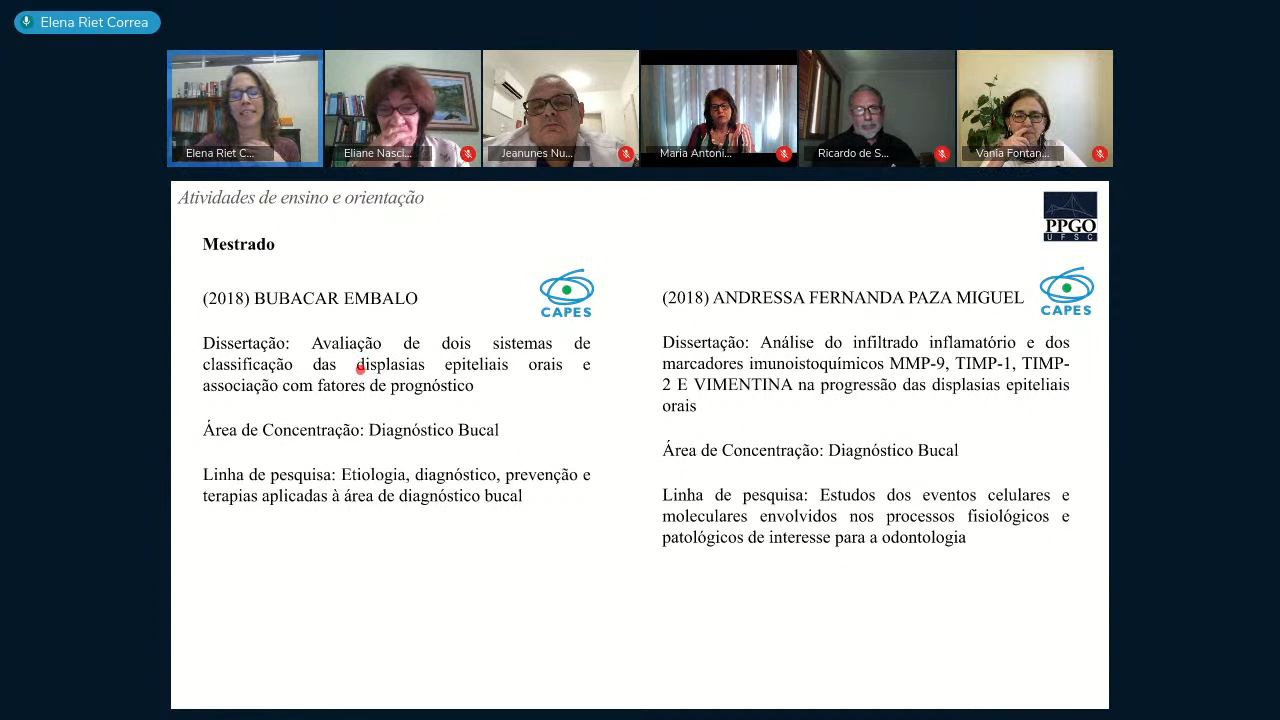 Elena Riet Correa
Elena Riet C...
Eliane Nasci...
Jeanunes Nu...
Maria Antoni...
Ricardo de S...
Vania Fontan...
Atividades de ensino e orientação
PPGO
UFSC
Mestrado
(2018) BUBACAR EMBALO
CAPES
Dissertação: Avaliação de dois sistemas de
classificação das displasias epiteliais orais e
associação com fatores de prognóstico
Área de Concentração: Diagnóstico Bucal
Linha de pesquisa: Etiologia, diagnóstico, prevenção e
terapias aplicadas à área de diagnóstico bucal
(2018) ANDRESSA FERNANDA PAZA MIGUEL
CAPES
Dissertação: Análise do infiltrado inflamatório e dos
marcadores imunoistoquímicos MMP-9, TIMP-1, TIMP-
2 E VIMENTINA na progressão das displasias epiteliais
orais
Área de Concentração: Diagnóstico Bucal
Linha de pesquisa: Estudos dos eventos celulares e
moleculares envolvidos nos processos fisiológicos e
patológicos de interesse para a odontologia